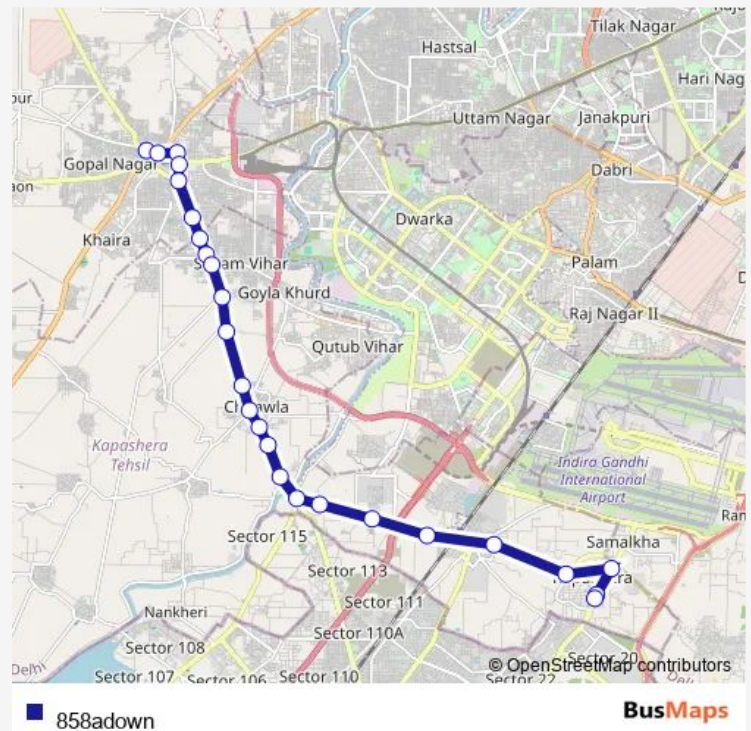 Tilak Nagar
Hastsal
Hari Nag
Uttam Nagar
Janakpuri
Gopal Nagar
Dabri
Dwarka
Khaira
Palam
Goyla Khurd
Raj Nagar II
Qutub Vihar
Kapashera
Tehsil
Indira Gandhi
International
Airport
Ran
Sector 115
Samalkha
Sector 113
Nankheri
Sector 111
Sector 110A
Sector 108
Delhi
Sector 107
Sector 106
Sector 110
Sector 22
Sector 20
© OpenStreetMap contributors
858adown
BusMaps